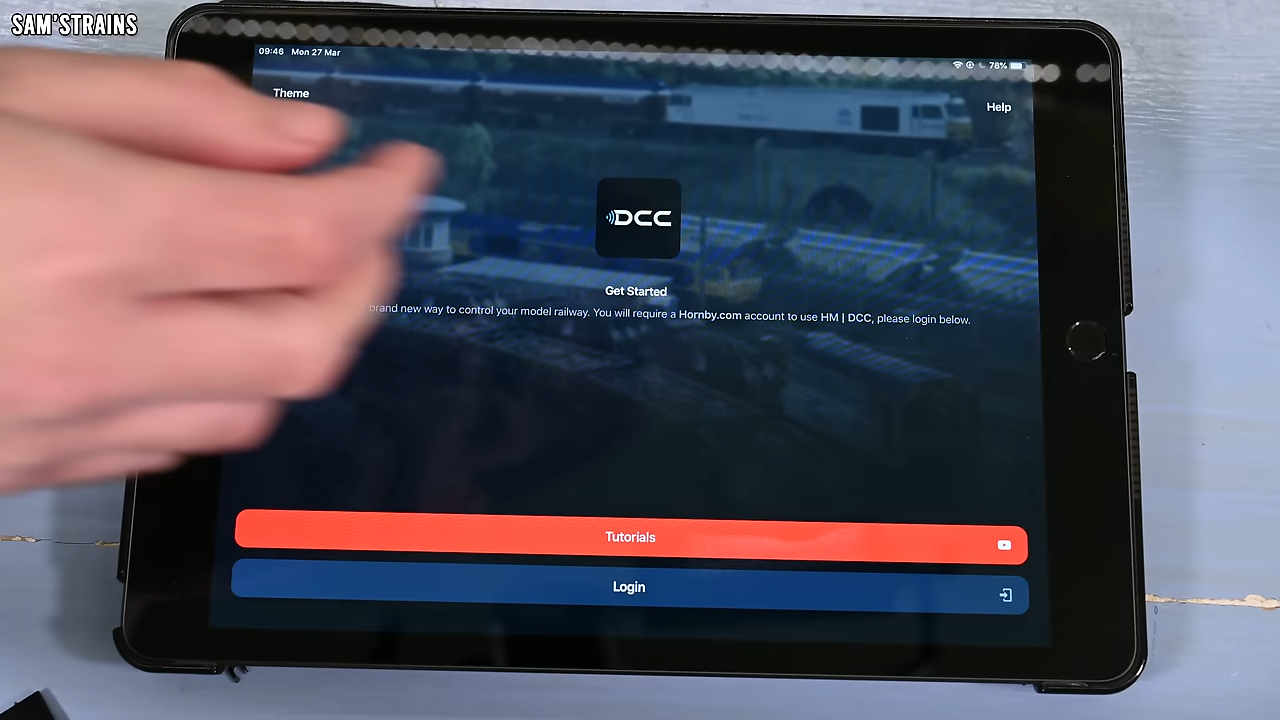 SAM'STRAINS
09:46 Mon 27 Mar
78%
Theme
Help
DCC
Get Started
brand new way to control your model railway. You will require a Hornby.com account to use HM | DCC, please login below.
Tutorials
Login